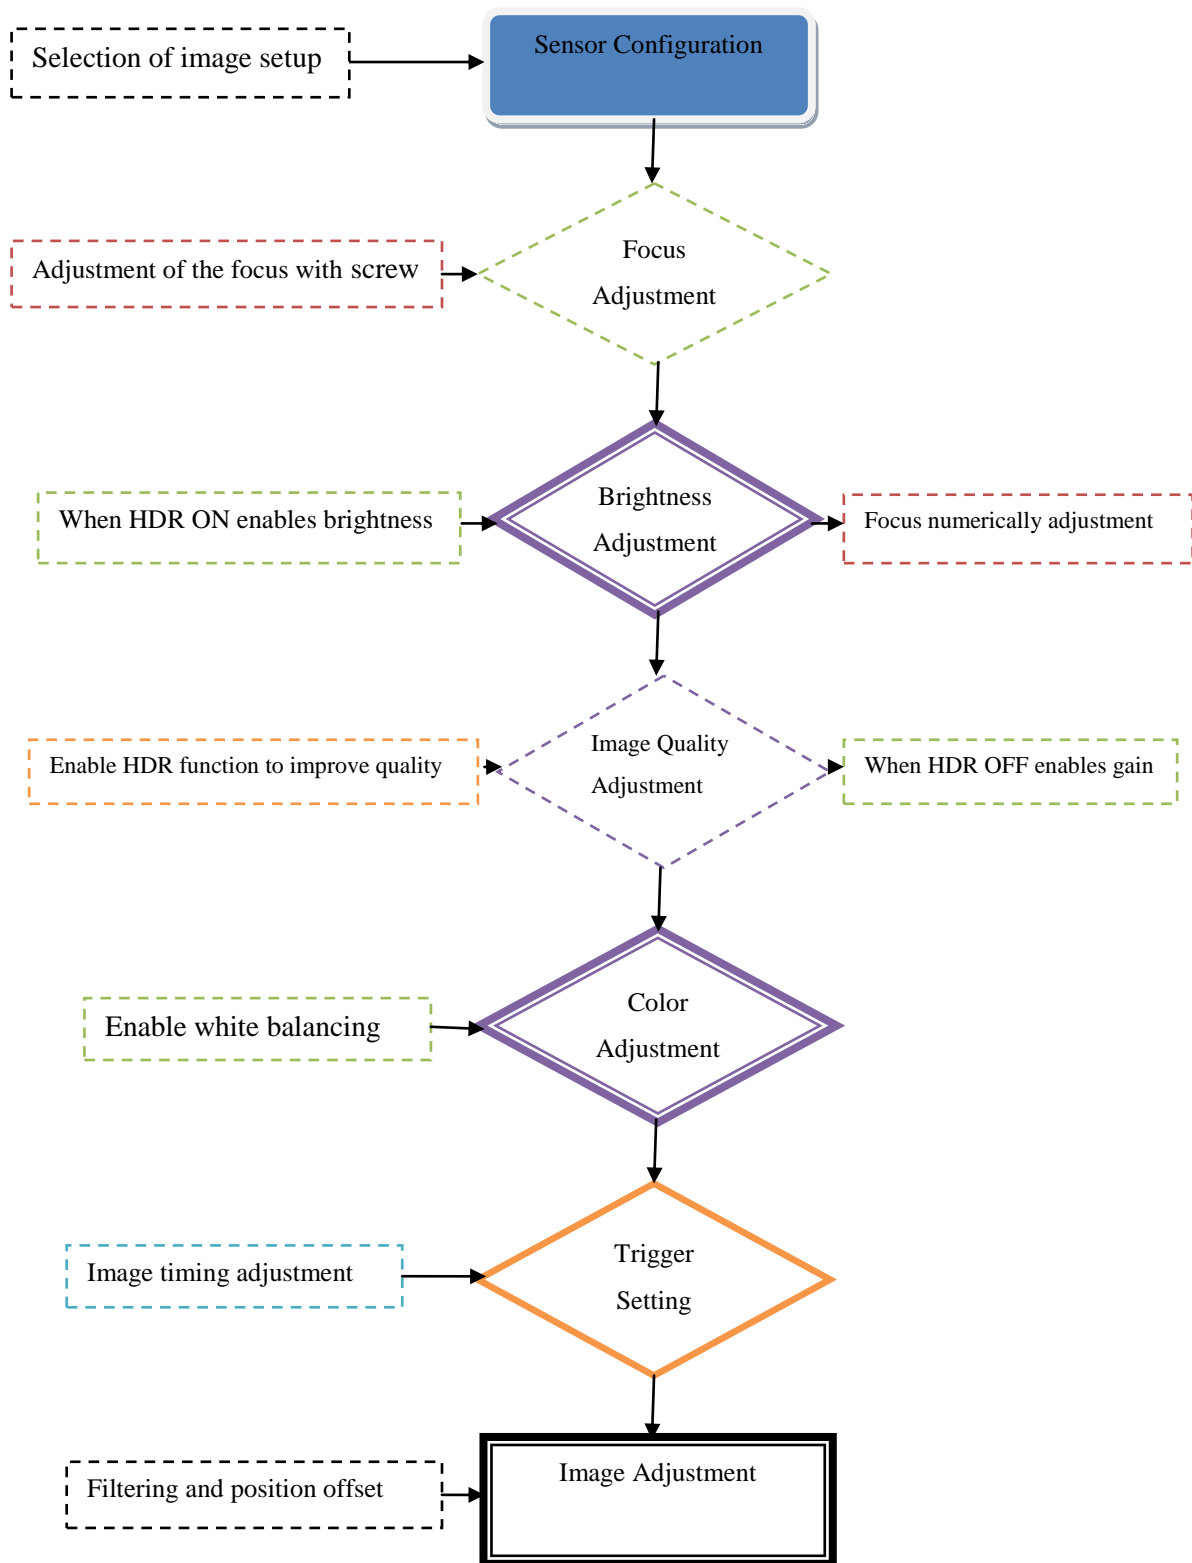 Selection of image setup
Sensor Configuration
Adjustment of the focus with screw
Focus
Adjustment
When HDR ON enables brightness
Brightness
Adjustment
Focus numerically adjustment
Enable HDR function to improve quality
Image Quality
Adjustment
When HDR OFF enables gain
Enable white balancing
Color
Adjustment
Image timing adjustment
Trigger
Setting
Filtering and position offset
Image Adjustment